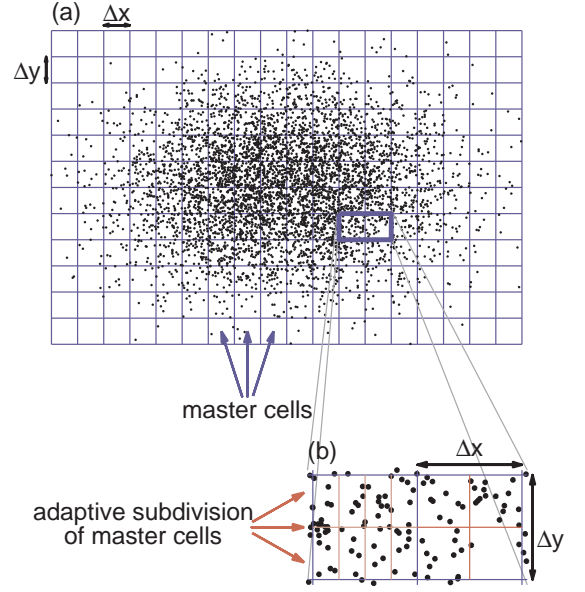 (a)
Δx
Δy
master cells
(b)
Δx
adaptive subdivision
of master cells
Δy